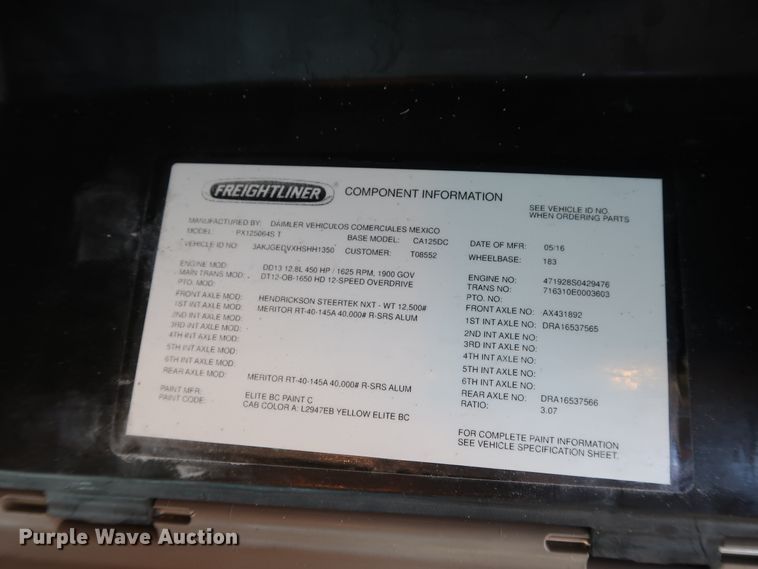 FREIGHTLINER COMPONENT INFORMATION
SEE VEHICLE ID NO.
WHEN ORDERING PARTS
MANUFACTURED BY: DAIMLER VEHICULOS COMERCIALES MEXICO
MODEL: PX125064S T BASE MODEL: CA125DC DATE OF MFR: 05/16
VEHICLE ID NO: 3AKJGEDVXHSHH1350 CUSTOMER: T08552 WHEELBASE: 183
ENGINE MOD: DD13 12.8L 450 HP / 1625 RPM, 1900 GOV ENGINE NO: 471928S0429476
MAIN TRANS MOD: DT12-OB-1650 HD 12-SPEED OVERDRIVE TRANS NO: 716310E0003603
PTO. MOD: PTO. NO:
FRONT AXLE MOD: HENDRICKSON STEERTEK NXT - WT 12,500# FRONT AXLE NO: AX431892
1ST INT AXLE MOD: MERITOR RT-40-145A 40,000# R-SRS ALUM 1ST INT AXLE NO: DRA16537565
2ND INT AXLE MOD: 2ND INT AXLE NO:
3RD INT AXLE MOD: 3RD INT AXLE NO:
4TH INT AXLE MOD: 4TH INT AXLE NO:
5TH INT AXLE MOD: 5TH INT AXLE NO:
6TH INT AXLE MOD: 6TH INT AXLE NO:
REAR AXLE MOD: MERITOR RT-40-145A 40,000# R-SRS ALUM REAR AXLE NO: DRA16537566
RATIO: 3.07
PAINT MFR: ELITE BC PAINT C
PAINT CODE: CAB COLOR A: L2947EB YELLOW ELITE BC
FOR COMPLETE PAINT INFORMATION
SEE VEHICLE SPECIFICATION SHEET.
Purple Wave Auction